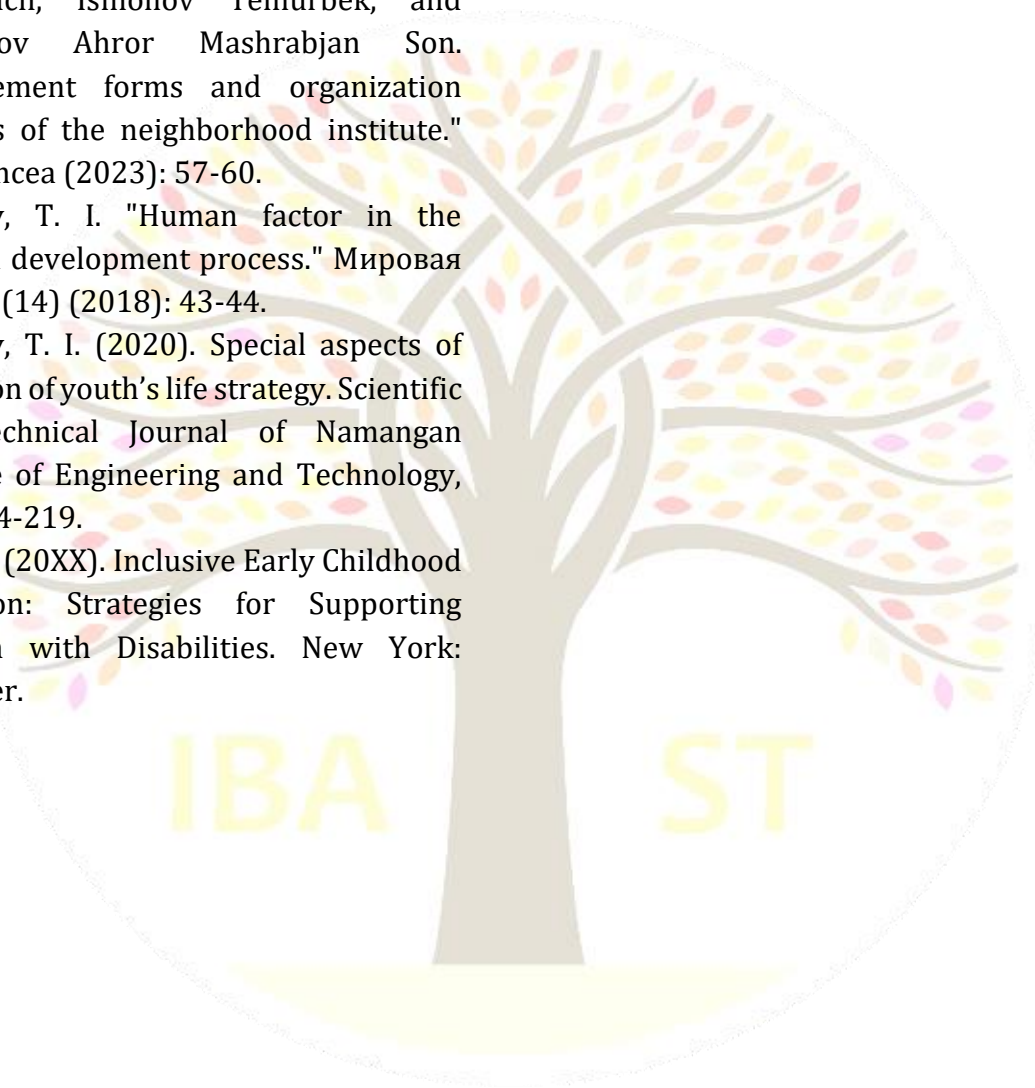 ich, Ismonov Temurbek, and
ov Ahror Mashrabjan Son.
ement forms and organization
s of the neighborhood institute."
ncea (2023): 57-60.
, T. I. "Human factor in the
development process." Мировая
(14) (2018): 43-44.
, T. I. (2020). Special aspects of
on of youth's life strategy. Scientific
echnical Journal of Namangan
e of Engineering and Technology,
4-219.
(20XX). Inclusive Early Childhood
on: Strategies for Supporting
with Disabilities. New York:
er.
IBA ST